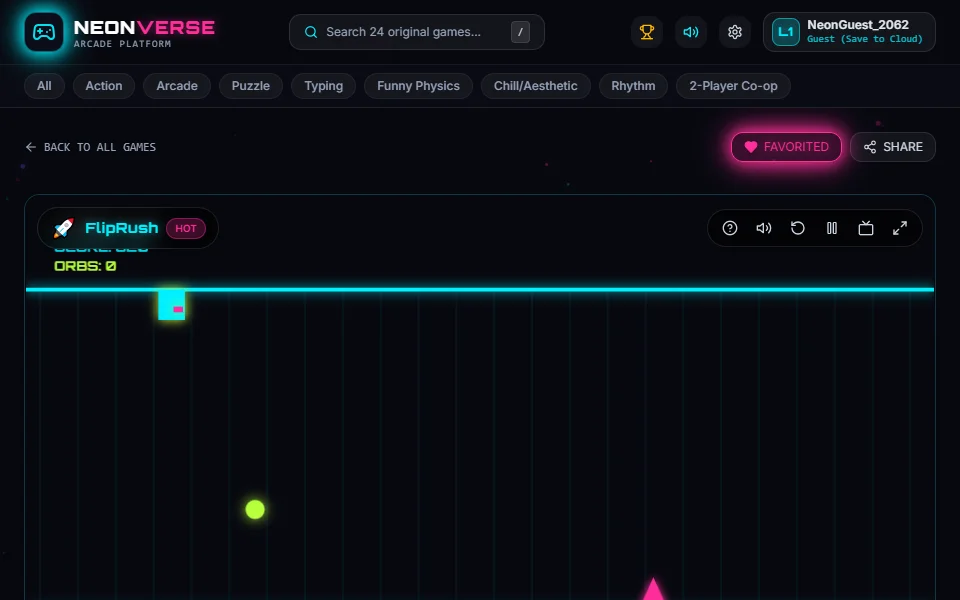 NEONVERSE
ARCADE PLATFORM
Search 24 original games...
/
L1
NeonGuest_2062
Guest (Save to Cloud)
All
Action
Arcade
Puzzle
Typing
Funny Physics
Chill/Aesthetic
Rhythm
2-Player Co-op
BACK TO ALL GAMES
FAVORITED
SHARE
FlipRush
HOT
ORBS: 0